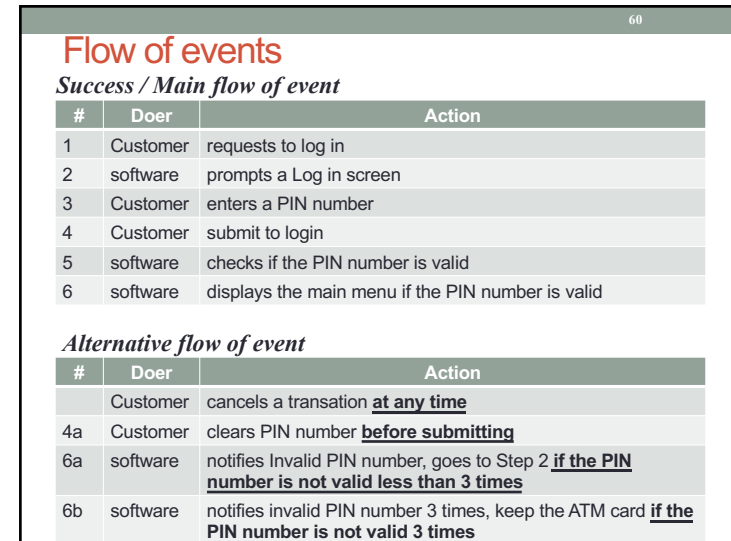 60
Flow of events
Success / Main flow of event
# Doer Action
1 Customer requests to log in
2 software prompts a Log in screen
3 Customer enters a PIN number
4 Customer submit to login
5 software checks if the PIN number is valid
6 software displays the main menu if the PIN number is valid
Alternative flow of event
# Doer Action
Customer cancels a transation at any time
4a Customer clears PIN number before submitting
6a software notifies Invalid PIN number, goes to Step 2 if the PIN
number is not valid less than 3 times
6b software notifies invalid PIN number 3 times, keep the ATM card if the
PIN number is not valid 3 times